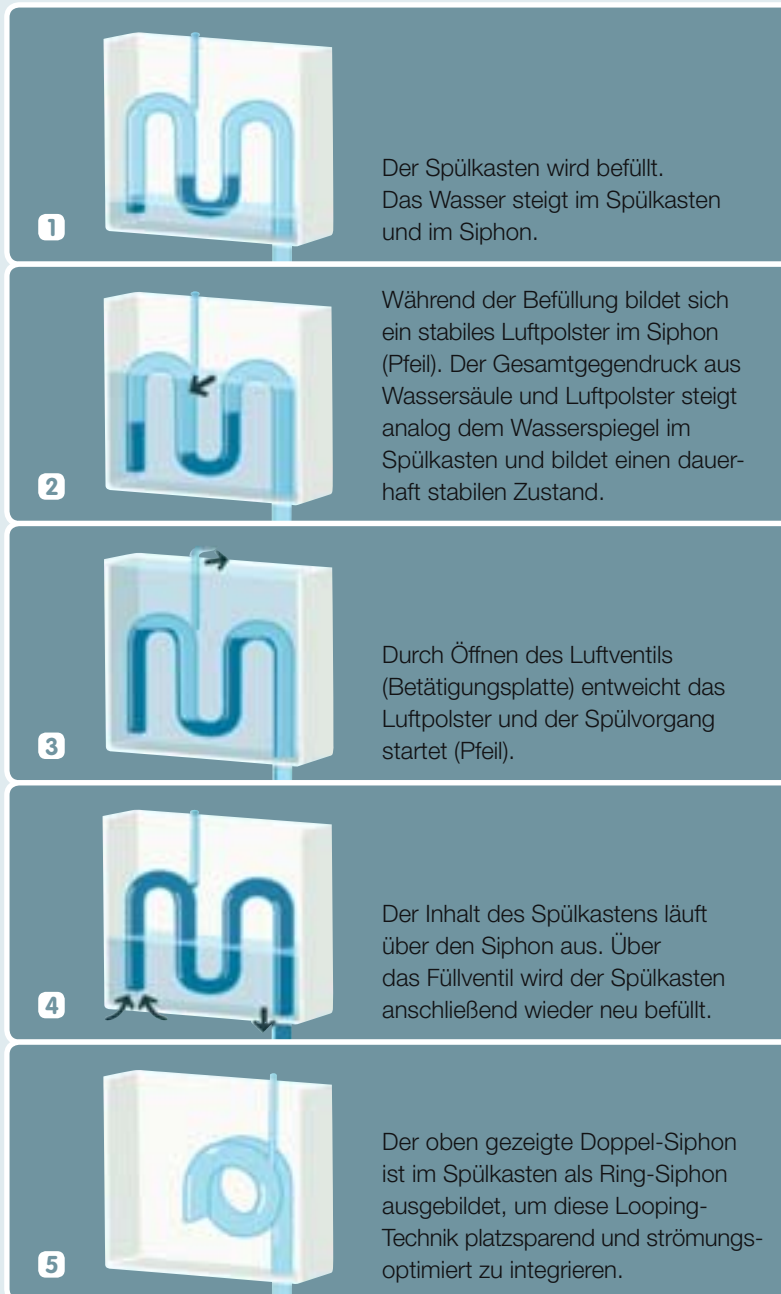 Der Spülkasten wird befüllt.
Das Wasser steigt im Spülkasten
und im Siphon.
1
Während der Befüllung bildet sich
ein stabiles Luftpolster im Siphon
(Pfeil). Der Gesamtgegendruck aus
Wassersäule und Luftpolster steigt
analog dem Wasserspiegel im
Spülkasten und bildet einen dauer-
haft stabilen Zustand.
2
Durch Öffnen des Luftventils
(Betätigungsplatte) entweicht das
Luftpolster und der Spülvorgang
startet (Pfeil).
3
Der Inhalt des Spülkastens läuft
über den Siphon aus. Über
das Füllventil wird der Spülkasten
anschließend wieder neu befüllt.
4
Der oben gezeigte Doppel-Siphon
ist im Spülkasten als Ring-Siphon
ausgebildet, um diese Looping-
Technik platzsparend und strömungs-
optimiert zu integrieren.
5